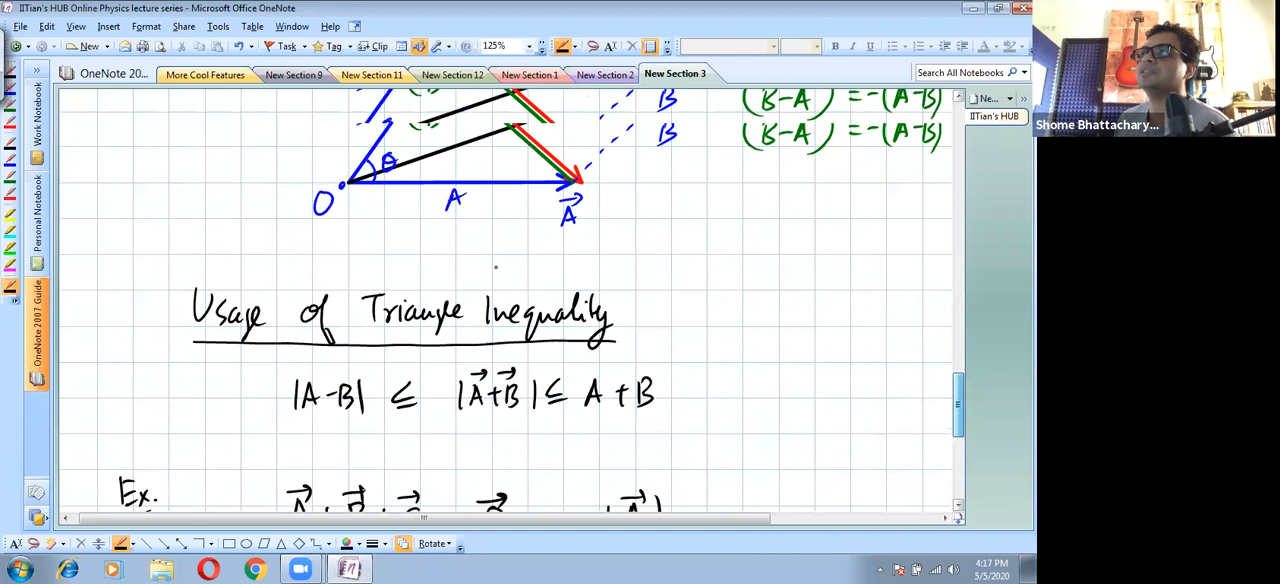 IITian's HUB Online Physics lecture series - Microsoft Office OneNote
File Edit View Insert Format Share Tools Table Window Help
New Task Tag Clip 125% A B I U A
OneNote 20... More Cool Features New Section 9 New Section 11 New Section 12 New Section 1 New Section 2 New Section 3 Search All Notebooks
Ne...
IITian's HUB
Shome Bhattachary...
Work Notebook
Personal Notebook
OneNote 2007 Guide
B (B-A) = -(A-B)
B (B-A) = -(A-B)
θ
O A A⃗
Usage of Triangle Inequality
|A-B| ≤ |A⃗+B⃗| ≤ A+B
Ex.
Rotate
4:17 PM
5/5/2020